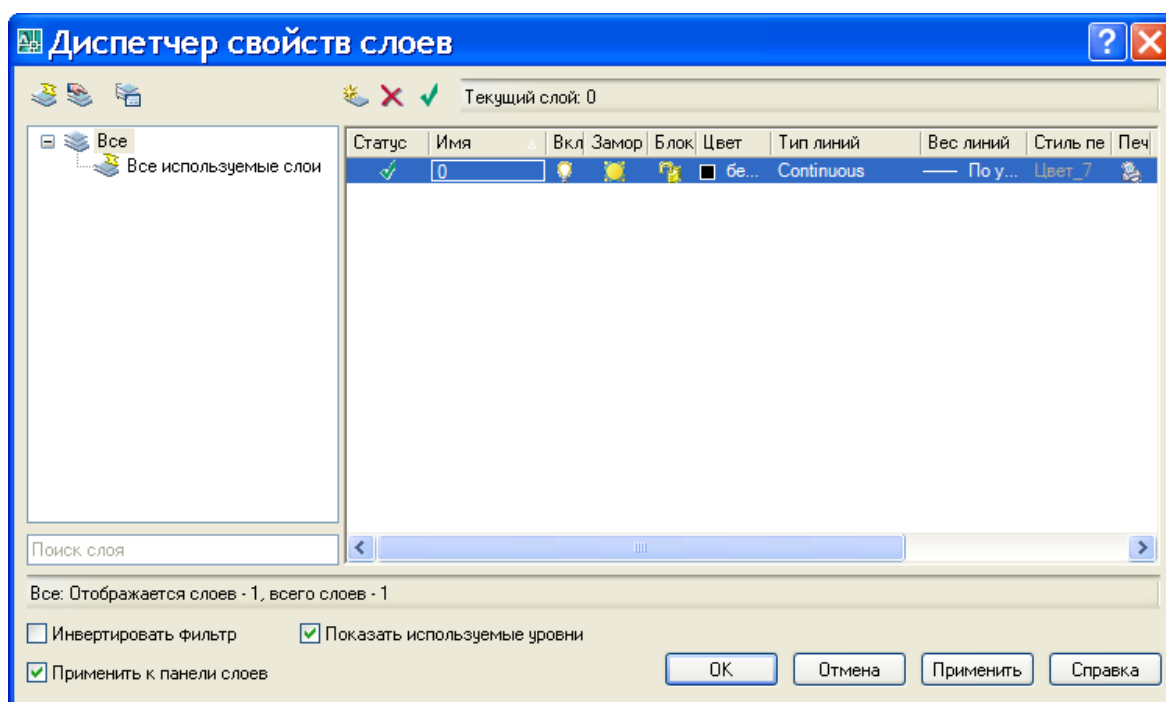 Диспетчер свойств слоев
Текущий слой: 0
Все
Все используемые слои
Статус Имя Вкл Замор Блок Цвет Тип линий Вес линий Стиль пе Печ
0 бе... Continuous По у... Цвет_7
Поиск слоя
Все: Отображается слоев - 1, всего слоев - 1
Инвертировать фильтр Показать используемые уровни
Применить к панели слоев
OK Отмена Применить Справка